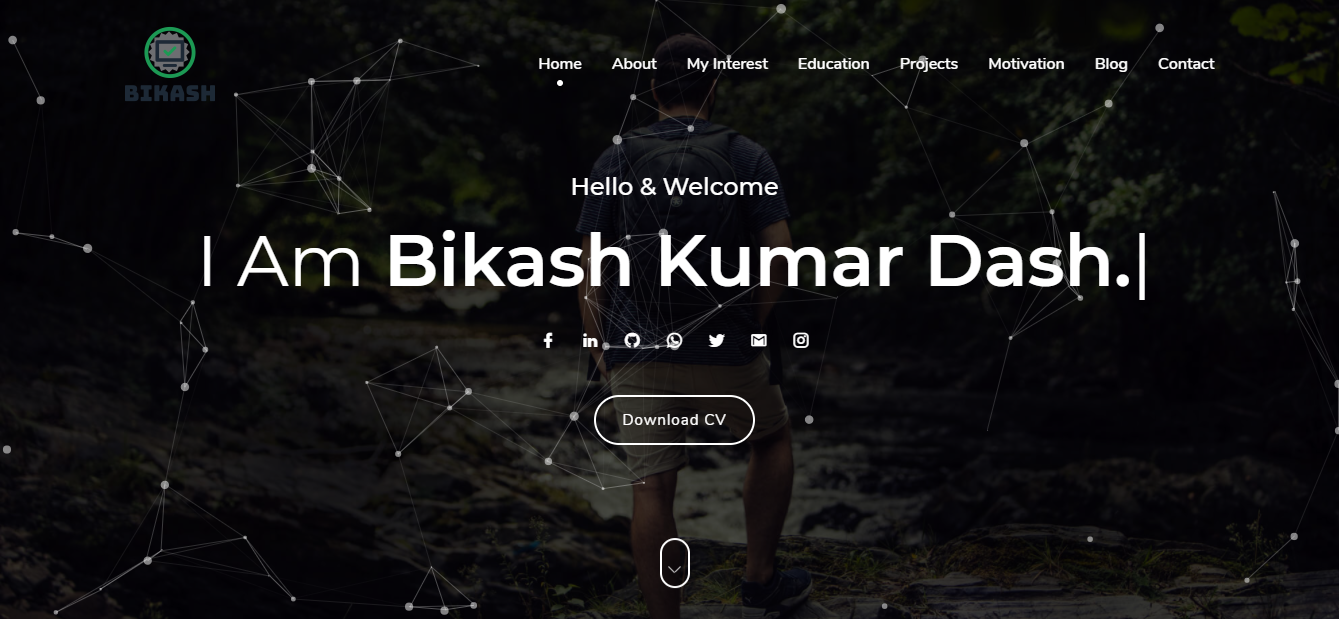 BIKASH
Home About My Interest Education Projects Motivation Blog Contact
Hello & Welcome
I Am Bikash Kumar Dash.|
Download CV